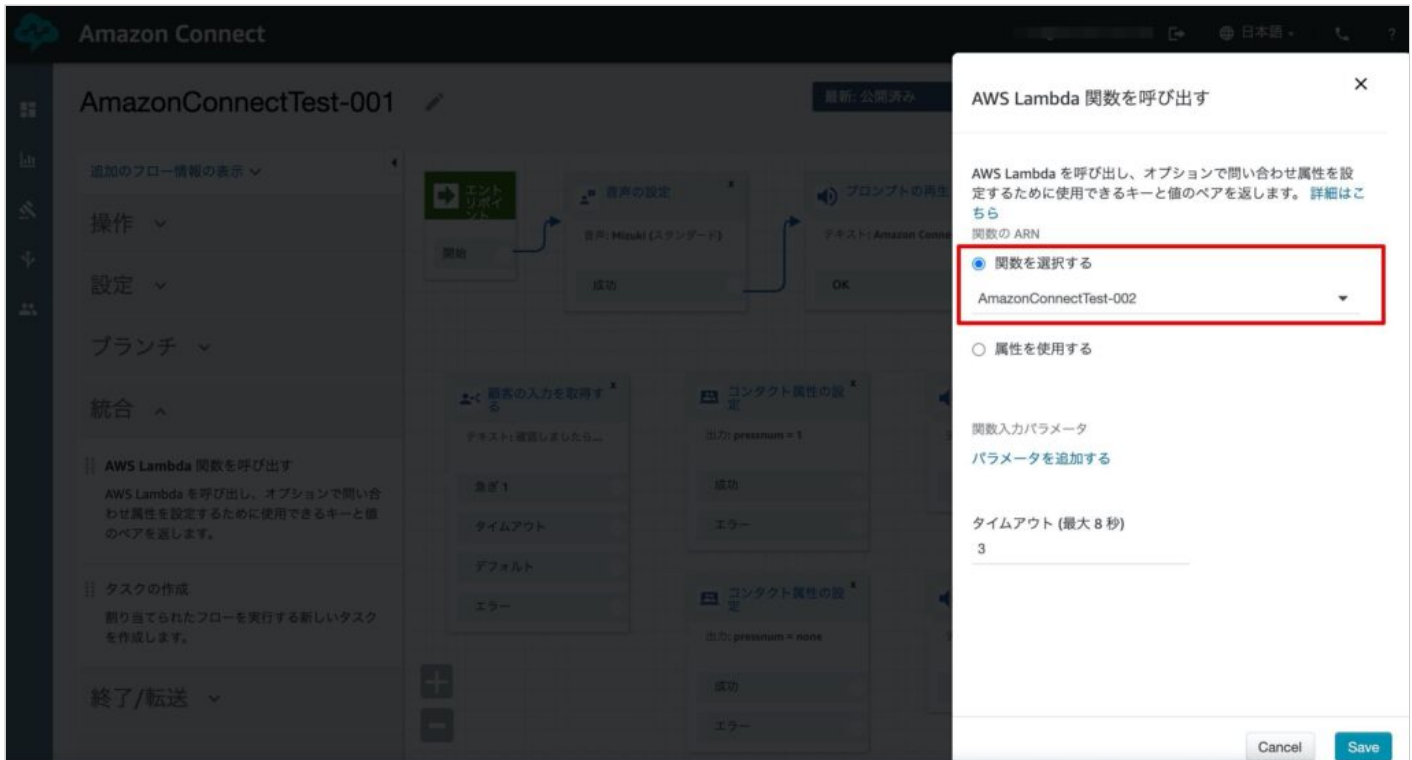 Amazon Connect
日本語
?
AmazonConnectTest-001
最新: 公開済み
追加のフロー情報の表示
操作
設定
ブランチ
統合
AWS Lambda 関数を呼び出す
AWS Lambda を呼び出し、オプションで問い合
わせ属性を設定するために使用できるキーと値
のペアを返します。
タスクの作成
割り当てられたフローを実行する新しいタスク
を作成します。
終了/転送
エント
リポイ
ント
開始
音声の設定
x
音声: Mizuki (スタンダード)
成功
プロンプトの再生
テキスト: Amazon Conne
OK
顧客の入力を取得す
る
x
テキスト: 確認しましたら...
急ぎ 1
タイムアウト
デフォルト
エラー
コンタクト属性の設
定
x
出力: pressnum = 1
成功
エラー
コンタクト属性の設
定
x
出力: pressnum = none
成功
エラー
AWS Lambda 関数を呼び出す
×
AWS Lambda を呼び出し、オプションで問い合わせ属性を設
定するために使用できるキーと値のペアを返します。 詳細はこ
ちら
関数の ARN
関数を選択する
AmazonConnectTest-002
属性を使用する
関数入力パラメータ
パラメータを追加する
タイムアウト (最大 8 秒)
3
Cancel
Save